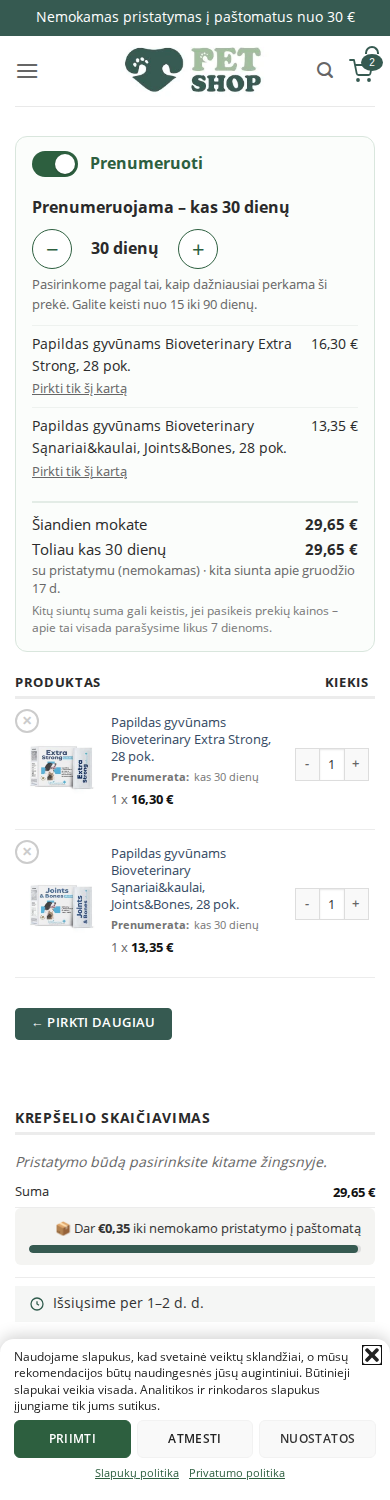 Nemokamas pristatymas į paštomatus nuo 30 €
PET
SHOP
2
Prenumeruoti
Prenumeruojama – kas 30 dienų
− 30 dienų +
Pasirinkome pagal tai, kaip dažniausiai perkama ši
prekė. Galite keisti nuo 15 iki 90 dienų.
Papildas gyvūnams Bioveterinary Extra 16,30 €
Strong, 28 pok.
Pirkti tik šį kartą
Papildas gyvūnams Bioveterinary 13,35 €
Sąnariai&kaulai, Joints&Bones, 28 pok.
Pirkti tik šį kartą
Šiandien mokate 29,65 €
Toliau kas 30 dienų 29,65 €
su pristatymu (nemokamas) · kita siunta apie gruodžio
17 d.
Kitų siuntų suma gali keistis, jei pasikeis prekių kainos –
apie tai visada parašysime likus 7 dienoms.
PRODUKTAS KIEKIS
×
Extra
Strong
Extra
Strong
Papildas gyvūnams
Bioveterinary Extra Strong,
28 pok.
Prenumerata: kas 30 dienų
1 x 16,30 €
- 1 +
×
Joints
& Bones
Joints
& Bones
Papildas gyvūnams
Bioveterinary
Sąnariai&kaulai,
Joints&Bones, 28 pok.
Prenumerata: kas 30 dienų
1 x 13,35 €
- 1 +
← PIRKTI DAUGIAU
KREPŠELIO SKAIČIAVIMAS
Pristatymo būdą pasirinksite kitame žingsnyje.
Suma 29,65 €
📦 Dar €0,35 iki nemokamo pristatymo į paštomatą
Išsiųsime per 1–2 d. d.
Naudojame slapukus, kad svetainė veiktų sklandžiai, o mūsų
rekomendacijos būtų naudingesnės jūsų augintiniui. Būtinieji
slapukai veikia visada. Analitikos ir rinkodaros slapukus
įjungiame tik jums sutikus.
PRIIMTI ATMESTI NUOSTATOS
Slapukų politika Privatumo politika